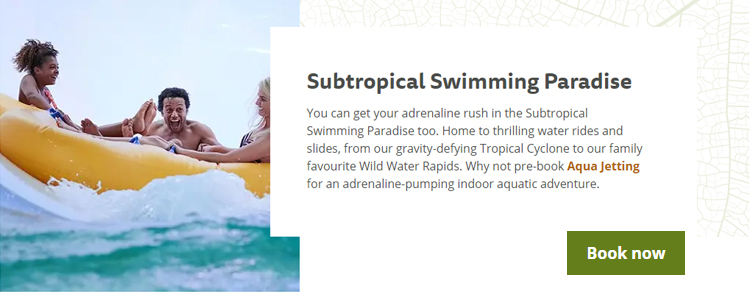 Subtropical Swimming Paradise
You can get your adrenaline rush in the Subtropical
Swimming Paradise too. Home to thrilling water rides and
slides, from our gravity-defying Tropical Cyclone to our family
favourite Wild Water Rapids. Why not pre-book Aqua Jetting
for an adrenaline-pumping indoor aquatic adventure.
Book now